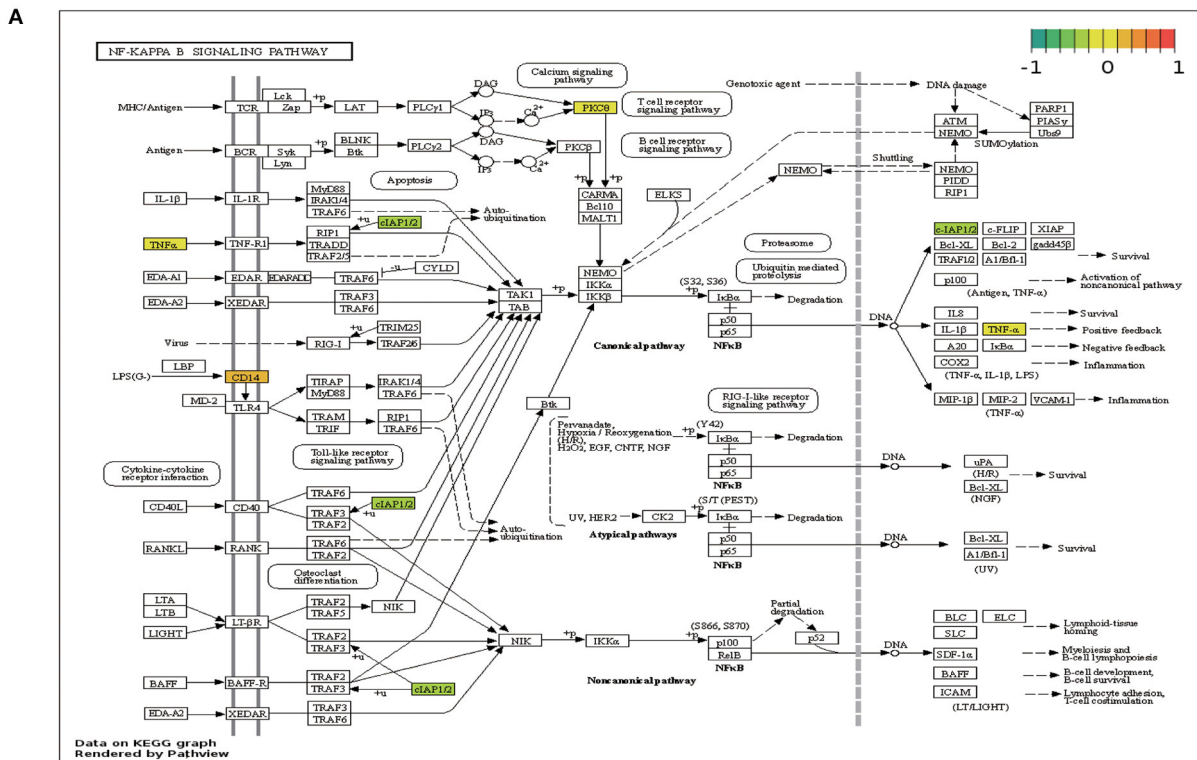 A
NF-KAPPA B SIGNALING PATHWAY
-1 0 1
Calcium signaling
pathway
T cell receptor
signaling pathway
B cell receptor
signaling pathway
MHC/Antigen
TCR
Lck
Zap
+p
LAT
PLCγ1
DAG
IP3
Ca2+
PKCθ
Antigen
BCR
Syk
Lyn
+p
BLNK
Btk
PLCγ2
DAG
IP3
Ca2+
PKCβ
+p
+p
CARMA
Bcl10
MALT1
Genotoxic agent
DNA damage
ATM
NEMO
PARP1
PIASy
Ubs9
SUMOylation
Shuttling
NEMO
NEMO
PIDD
RIP1
ELKS
Apoptosis
IL-1β
IL-1R
MyD88
IRAK1/4
TRAF6
Auto-
ubiquitination
TNFα
TNF-R1
RIP1
TRADD
TRAF2/5
+u
cIAP1/2
EDA-A1
EDAR
EDARADD
TRAF6
-u
CYLD
EDA-A2
XEDAR
TRAF3
TRAF6
TAK1
TAB
+p
NEMO
IKKα
IKKβ
Proteasome
Ubiquitin mediated
proteolysis
(S32, S36)
+p
IκBα
Degradation
p50
p65
NFκB
Canonical pathway
DNA
Virus
RIG-I
+u
TRIM25
TRAF2/6
LPS(G-)
LBP
CD14
MD-2
TLR4
TIRAP
MyD88
IRAK1/4
TRAF6
TRAM
TRIF
RIP1
TRAF6
Toll-like receptor
signaling pathway
Btk
c-IAP1/2
c-FLIP
XIAP
Bcl-XL
Bcl-2
gadd45β
TRAF1/2
A1/Bfl-1
Survival
p100
(Antigen, TNF-α)
Activation of
noncanonical pathway
IL8
Survival
IL-1β
TNF-α
Positive feedback
A20
IκBα
Negative feedback
COX2
Inflammation
(TNF-α, IL-1β, LPS)
MIP-1β
MIP-2
VCAM-1
Inflammation
(TNF-α)
RIG-I-like receptor
signaling pathway
Pervanadate,
Hypoxia / Reoxygenation
(H/R),
H2O2, EGF, CNTF, NGF
+p
(Y42)
IκBα
Degradation
p50
p65
NFκB
DNA
uPA
(H/R)
Bcl-XL
(NGF)
Survival
Cytokine-cytokine
receptor interaction
CD40L
CD40
TRAF6
TRAF3
TRAF2
+u
cIAP1/2
RANKL
RANK
TRAF6
TRAF2
Auto-
ubiquitination
UV, HER2
CK2
+p
(S/T (PEST))
IκBα
Degradation
p50
p65
NFκB
Atypical pathways
DNA
Bcl-XL
A1/Bfl-1
(UV)
Survival
Osteoclast
differentiation
LTA
LTB
LIGHT
LT-βR
TRAF2
TRAF5
NIK
TRAF2
TRAF3
+u
cIAP1/2
BAFF
BAFF-R
TRAF2
TRAF3
+u
EDA-A2
XEDAR
TRAF3
TRAF6
NIK
+p
IKKα
+p
(S866, S870)
p100
RelB
NFκB
Partial
degradation
p52
Noncanonical pathway
DNA
BLC
ELC
SLC
Lymphoid-tissue
homing
SDF-1α
Myeloiesis and
B-cell lymphopoiesis
BAFF
B-cell development,
B-cell survival
ICAM
(LT/LIGHT)
Lymphocyte adhesion,
T-cell costimulation
Data on KEGG graph
Rendered by Pathview